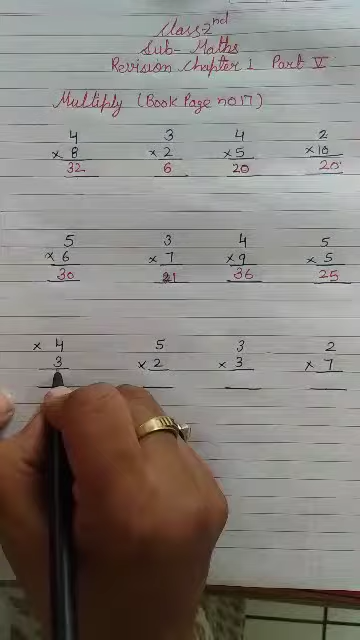 Class-2nd
Sub- Maths
Revision Chapter 1 Part V
Multiply (Book Page no 17)
4 3 4 2
×8 ×2 ×5 ×10
32 6 20 20
5 3 4 5
×6 ×7 ×9 ×5
30 21 36 25
× 4 5 3 2
3 ×2 ×3 ×7